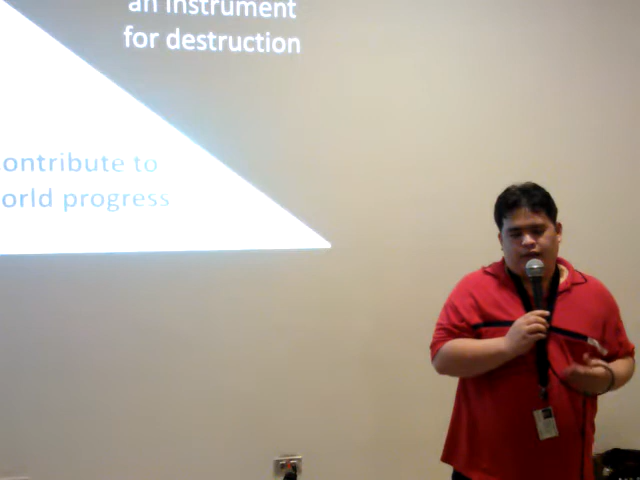 an instrument
for destruction
ontribute to
orld progress